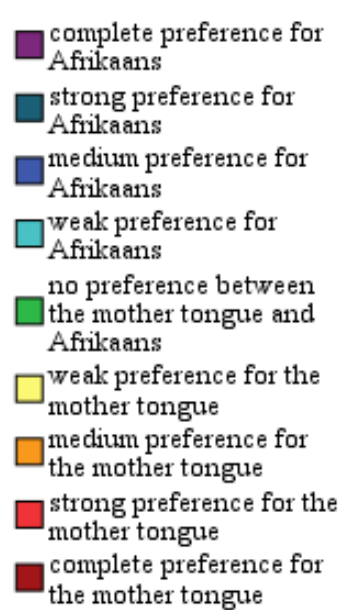 complete preference for
Afrikaans
strong preference for
Afrikaans
medium preference for
Afrikaans
weak preference for
Afrikaans
no preference between
the mother tongue and
Afrikaans
weak preference for the
mother tongue
medium preference for
the mother tongue
strong preference for the
mother tongue
complete preference for
the mother tongue